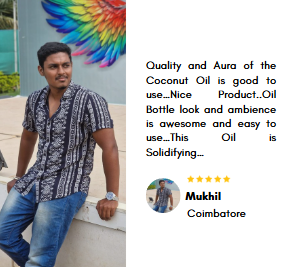 Quality and Aura of the
Coconut Oil is good to
use...Nice Product..Oil
Bottle look and ambience
is awesome and easy to
use...This Oil is
Solidifying...
Mukhil
Coimbatore